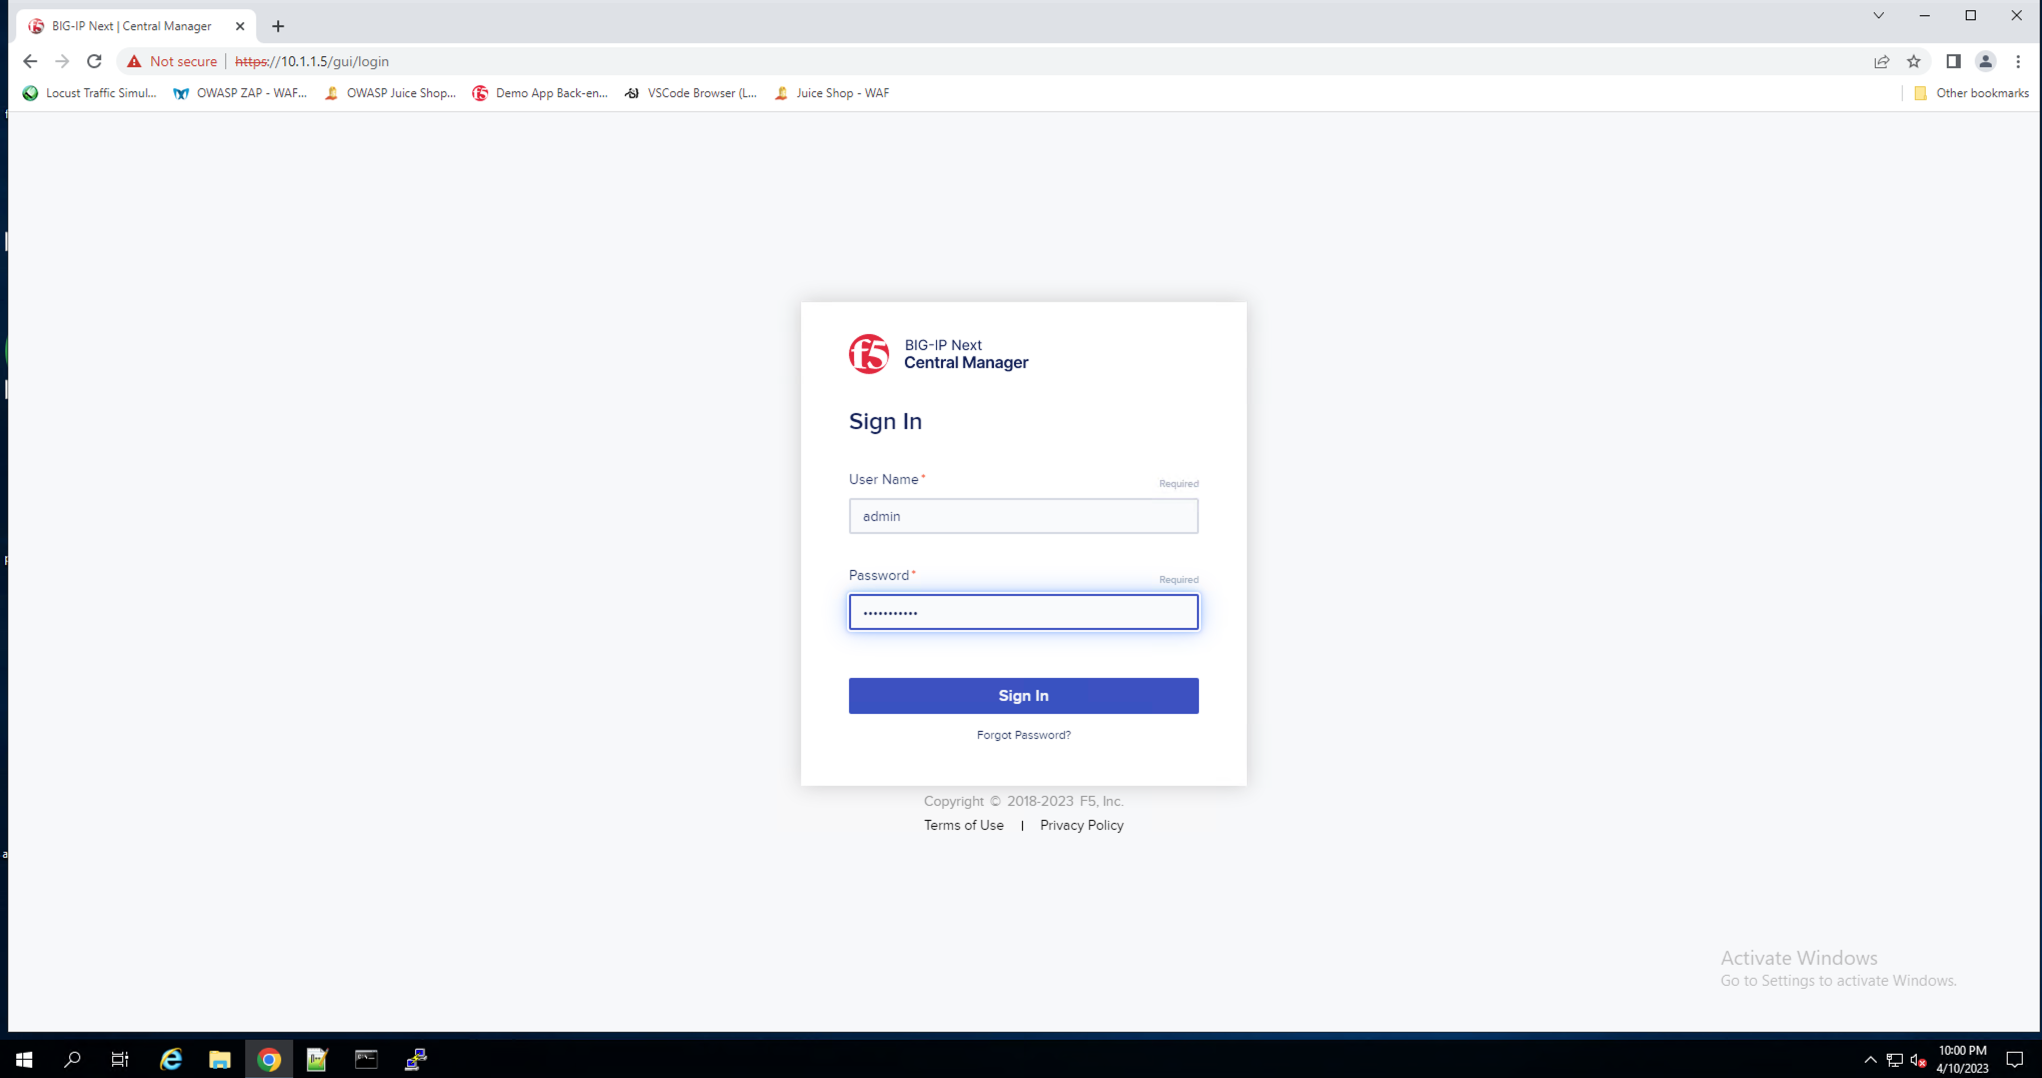 BIG-IP Next | Central Manager
Not secure | https://10.1.1.5/gui/login
Locust Traffic Simul... OWASP ZAP - WAF... OWASP Juice Shop... Demo App Back-en... VSCode Browser (L... Juice Shop - WAF Other bookmarks
f5 BIG-IP Next
Central Manager
Sign In
User Name* Required
admin
Password* Required
•••••••••••
Sign In
Forgot Password?
Copyright © 2018-2023 F5, Inc.
Terms of Use | Privacy Policy
Activate Windows
Go to Settings to activate Windows.
10:00 PM
4/10/2023